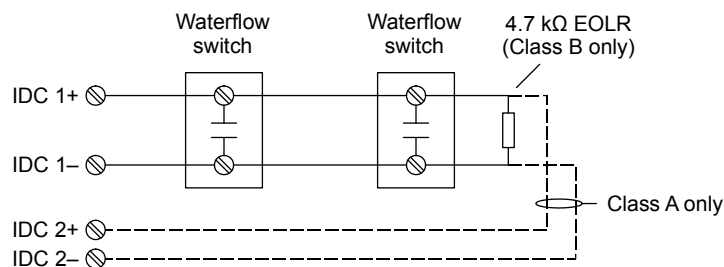 Waterflow
switch
Waterflow
switch
4.7 kΩ EOLR
(Class B only)
IDC 1+
IDC 1–
IDC 2+
IDC 2–
Class A only